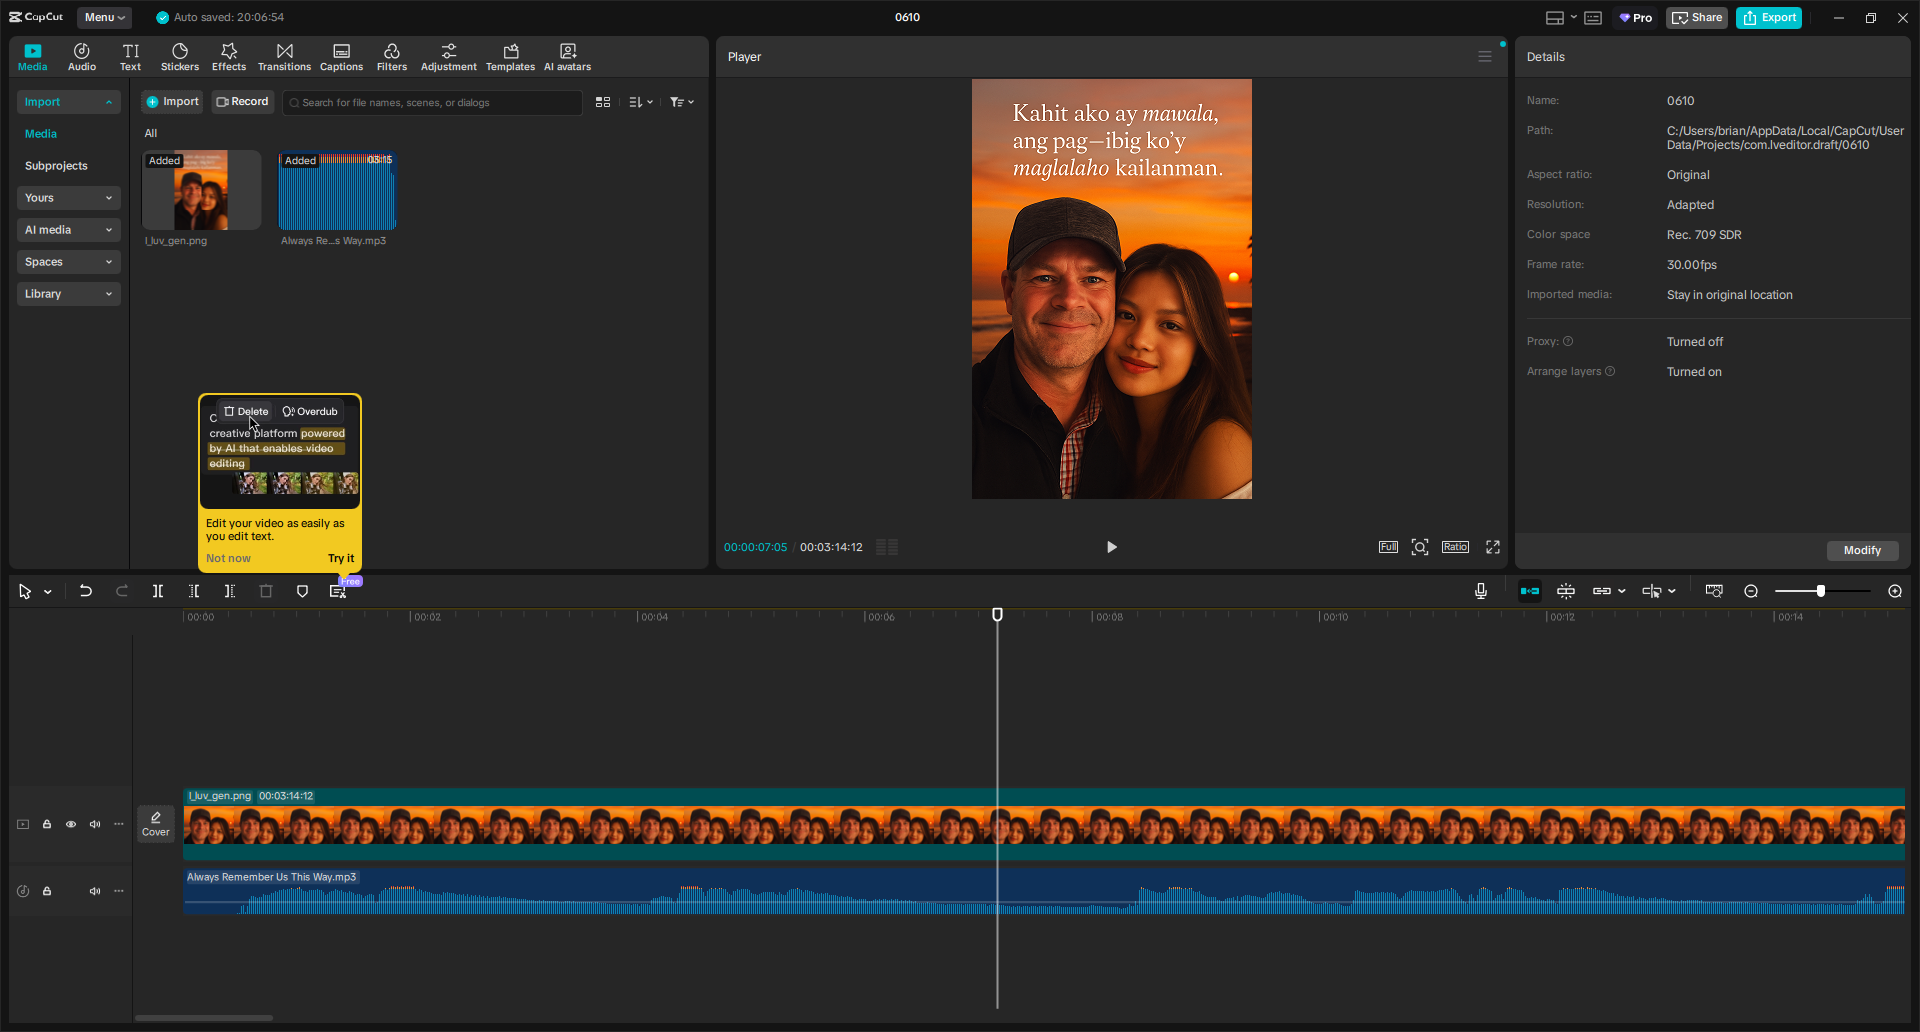 CapCut
Menu
Auto saved: 20:06:54
0610
Pro
Share
Export
Media
Audio
Text
Stickers
Effects
Transitions
Captions
Filters
Adjustment
Templates
AI avatars
Import
Media
Subprojects
Yours
AI media
Spaces
Library
Import
Record
Search for file names, scenes, or dialogs
All
Added
I_luv_gen.png
Added
03:15
Always Re...s Way.mp3
Delete
Overdub
C
creative platform powered
by AI that enables video
editing
Edit your video as easily as
you edit text.
Not now
Try it
Free
Player
Kahit ako ay mawala,
ang pag—ibig ko’y
maglalaho kailanman.
00:00:07:05 / 00:03:14:12
Full
Ratio
Details
Name: 0610
Path: C:/Users/brian/AppData/Local/CapCut/User
Data/Projects/com.lveditor.draft/0610
Aspect ratio: Original
Resolution: Adapted
Color space Rec. 709 SDR
Frame rate: 30.00fps
Imported media: Stay in original location
Proxy: Turned off
Arrange layers Turned on
Modify
00:00
00:02
00:04
00:06
00:08
00:10
00:12
00:14
Cover
I_luv_gen.png 00:03:14:12
Always Remember Us This Way.mp3